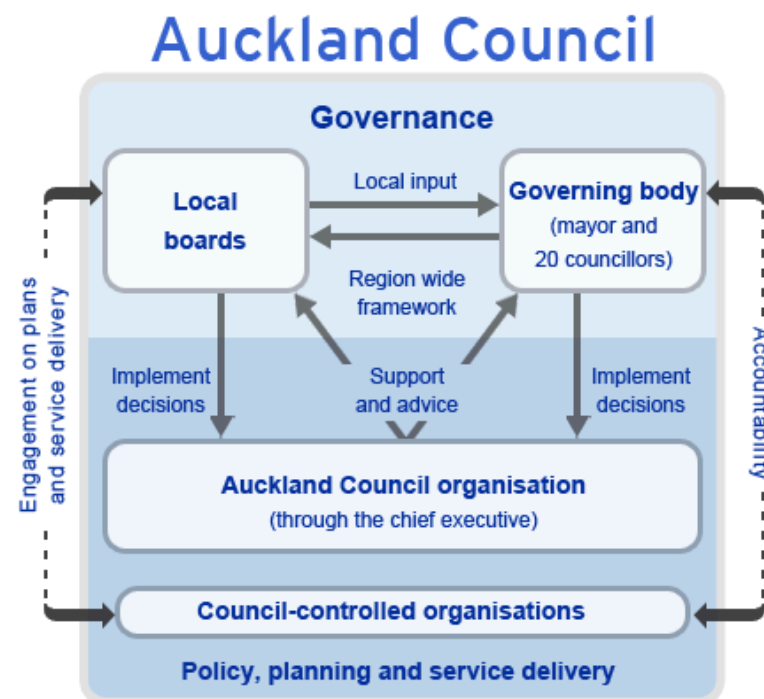 Auckland Council
Governance
Local
boards
Local input
Governing body
(mayor and
20 councillors)
Region wide
framework
Engagement on plans
and service delivery
Accountability
Implement
decisions
Support
and advice
Implement
decisions
Auckland Council organisation
(through the chief executive)
Council-controlled organisations
Policy, planning and service delivery